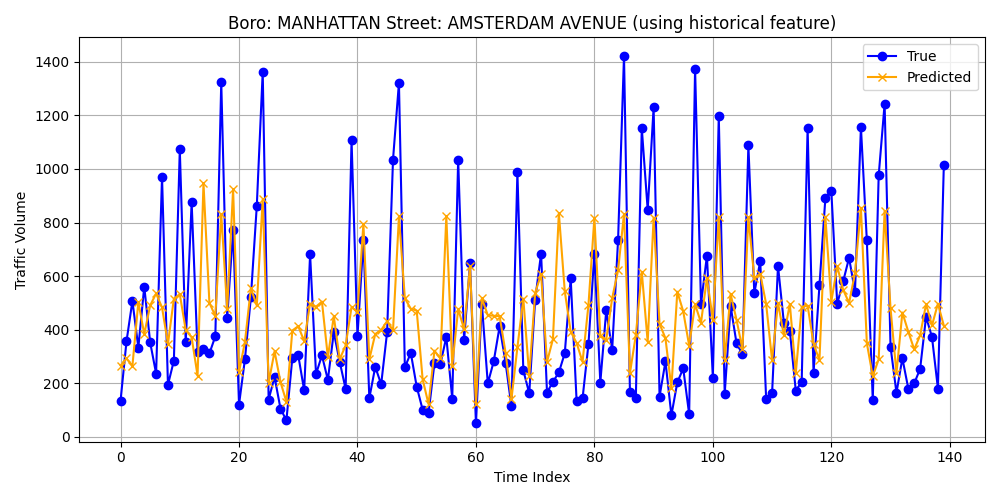 Boro: MANHATTAN Street: AMSTERDAM AVENUE (using historical feature)
True
Predicted
Traffic Volume
1400
1200
1000
800
600
400
200
0
0 20 40 60 80 100 120 140
Time Index